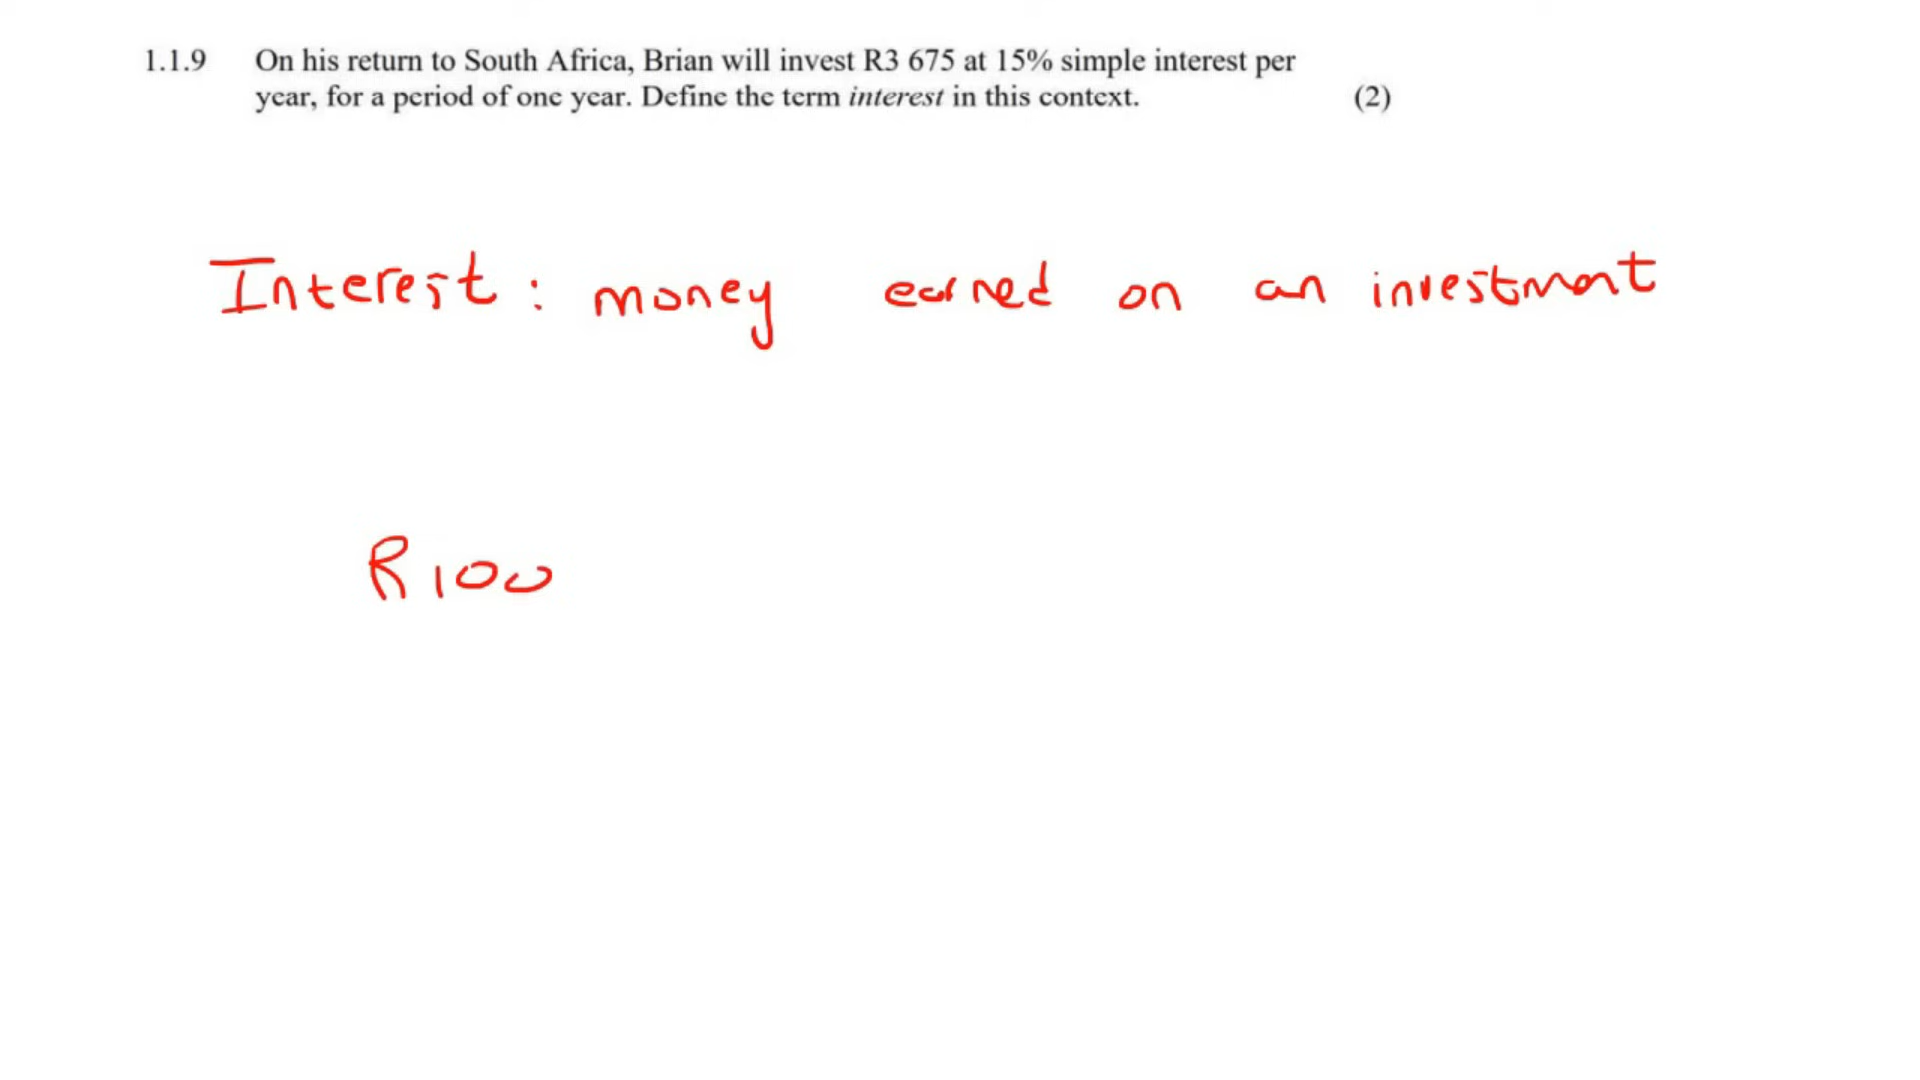 1.1.9 On his return to South Africa, Brian will invest R3 675 at 15% simple interest per
year, for a period of one year. Define the term interest in this context. (2)
Interest : money earned on an investment
R100